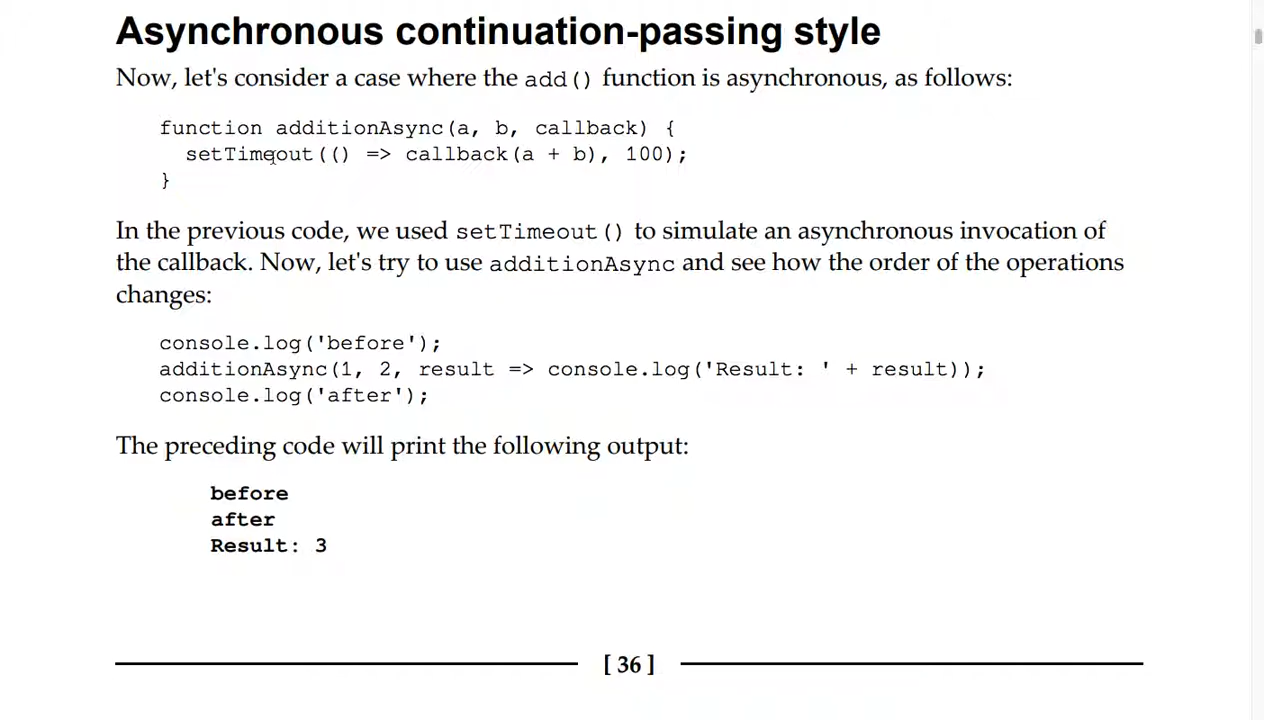 Asynchronous continuation-passing style
Now, let's consider a case where the add() function is asynchronous, as follows:
function additionAsync(a, b, callback) {
  setTimeout(() => callback(a + b), 100);
}
In the previous code, we used setTimeout() to simulate an asynchronous invocation of
the callback. Now, let's try to use additionAsync and see how the order of the operations
changes:
console.log('before');
additionAsync(1, 2, result => console.log('Result: ' + result));
console.log('after');
The preceding code will print the following output:
before
after
Result: 3
[ 36 ]